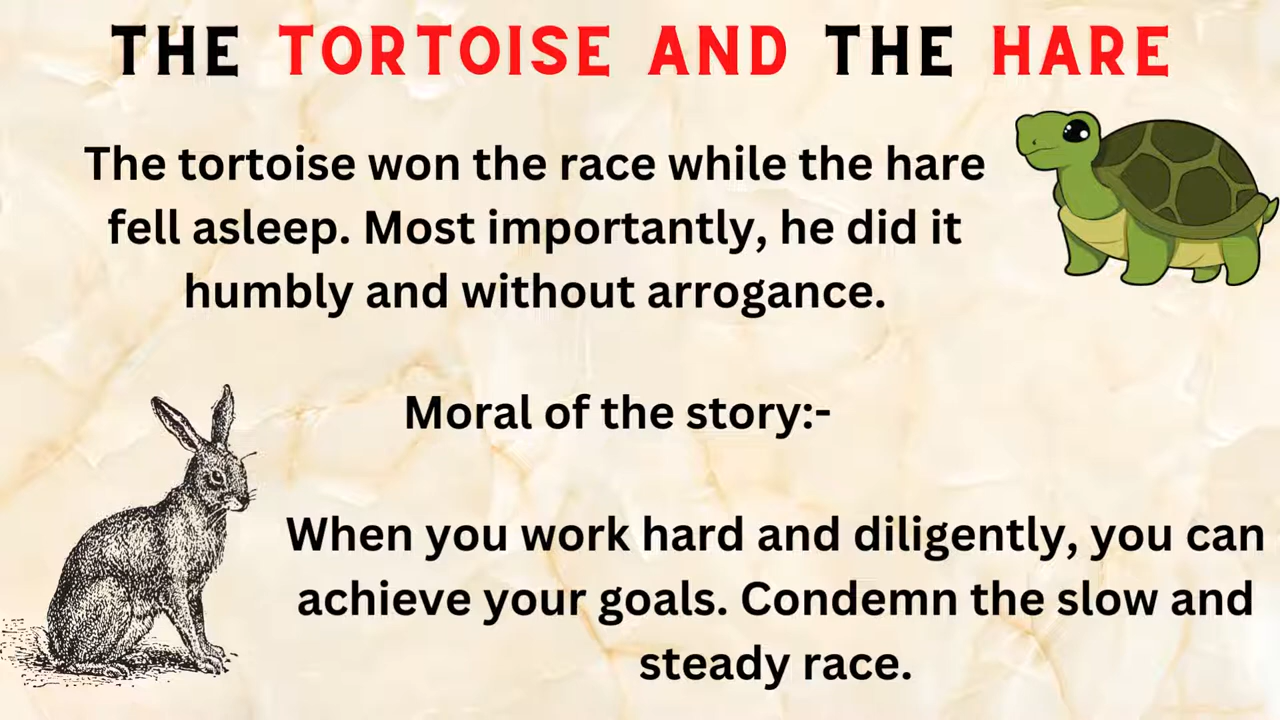 THE TORTOISE AND THE HARE
The tortoise won the race while the hare
fell asleep. Most importantly, he did it
humbly and without arrogance.
Moral of the story:-
When you work hard and diligently, you can
achieve your goals. Condemn the slow and
steady race.